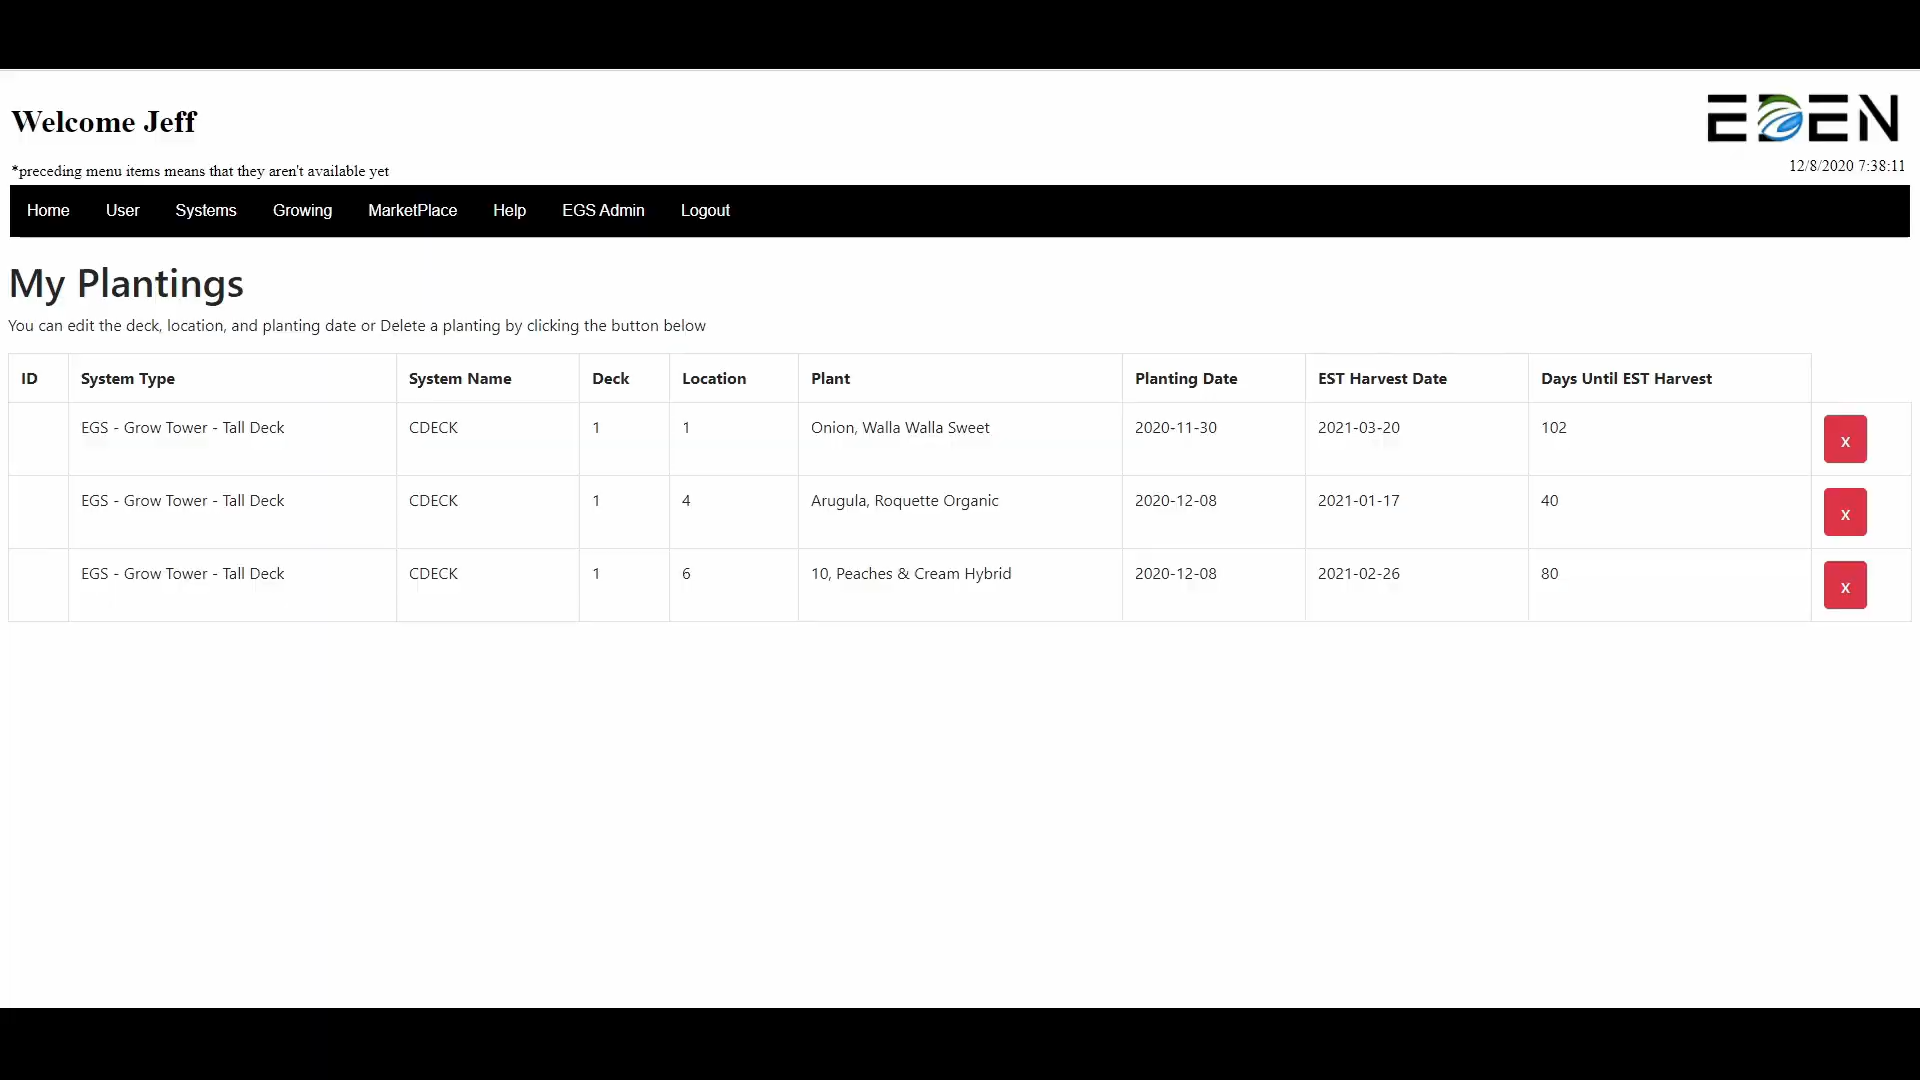 Welcome Jeff
EDEN
*preceding menu items means that they aren't available yet
12/8/2020 7:38:11
Home User Systems Growing MarketPlace Help EGS Admin Logout
My Plantings
You can edit the deck, location, and planting date or Delete a planting by clicking the button below
ID System Type System Name Deck Location Plant Planting Date EST Harvest Date Days Until EST Harvest
EGS - Grow Tower - Tall Deck CDECK 1 1 Onion, Walla Walla Sweet 2020-11-30 2021-03-20 102 x
EGS - Grow Tower - Tall Deck CDECK 1 4 Arugula, Roquette Organic 2020-12-08 2021-01-17 40 x
EGS - Grow Tower - Tall Deck CDECK 1 6 10, Peaches & Cream Hybrid 2020-12-08 2021-02-26 80 x